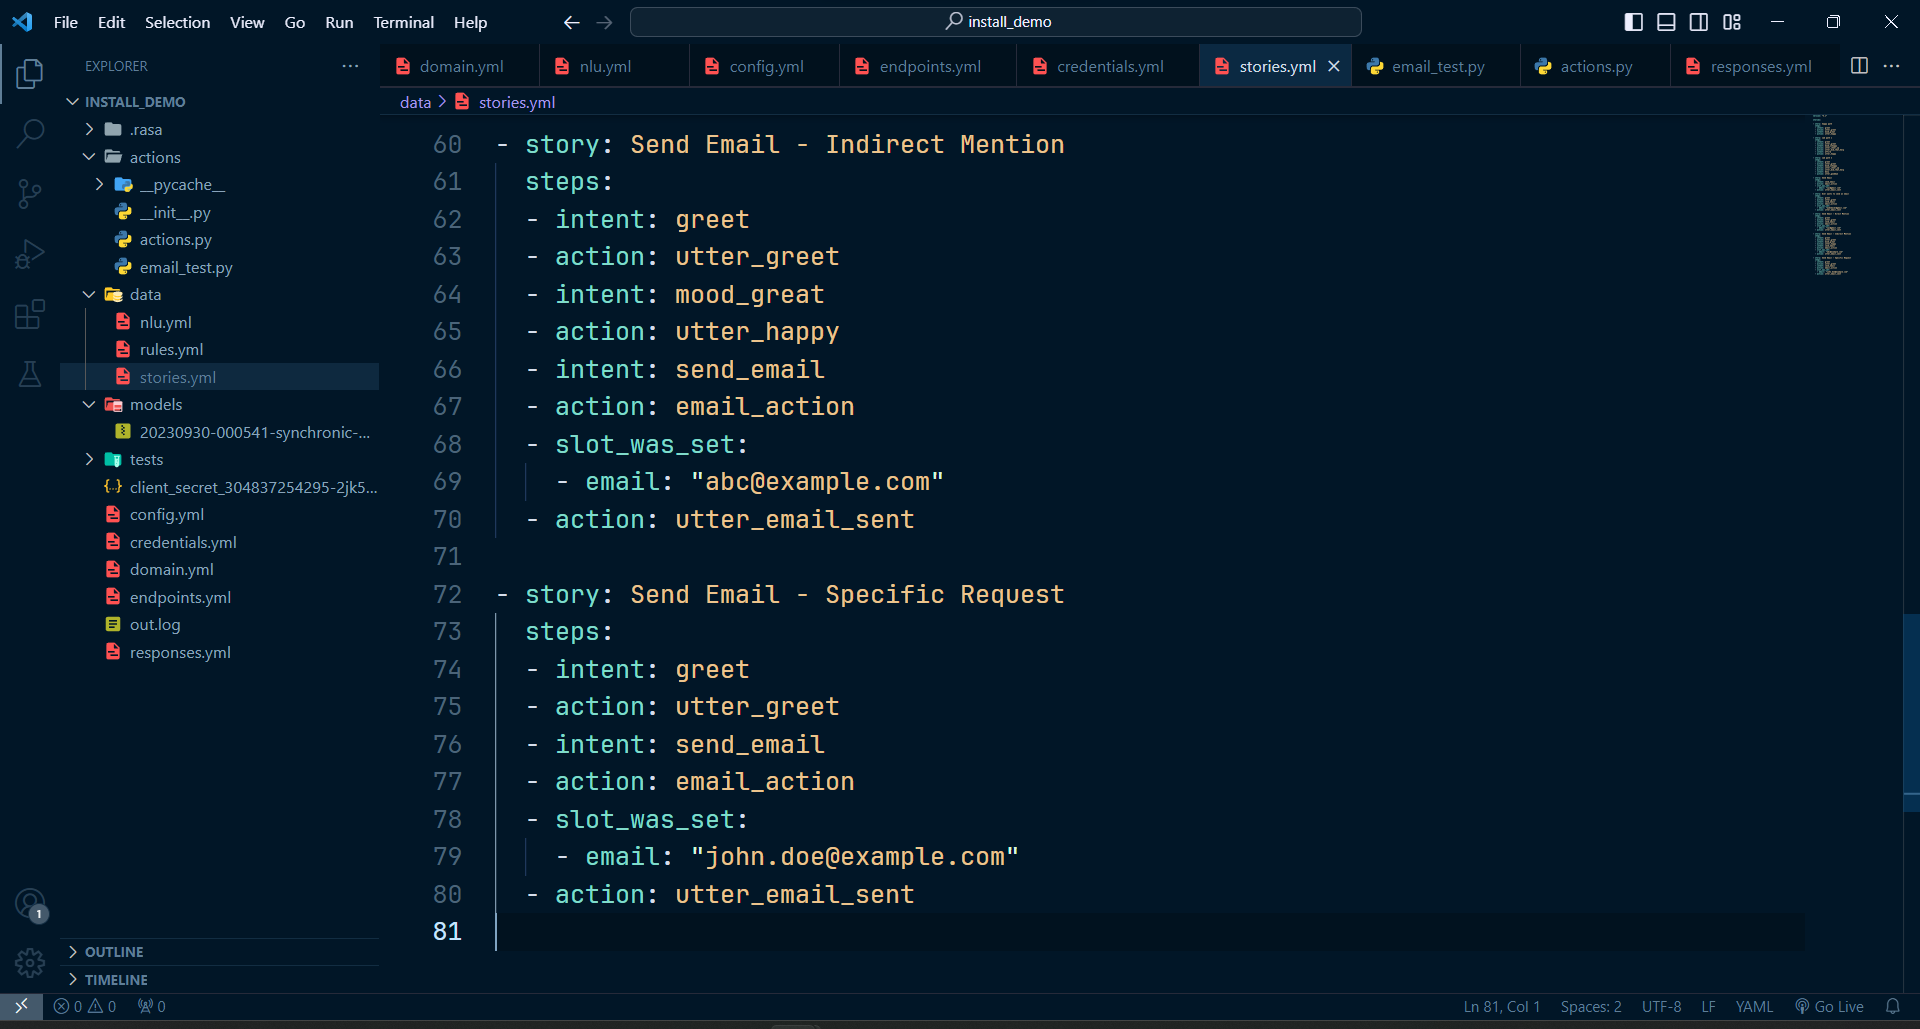 File Edit Selection View Go Run Terminal Help
install_demo
EXPLORER
domain.yml nlu.yml config.yml endpoints.yml credentials.yml stories.yml email_test.py actions.py responses.yml
data > stories.yml
INSTALL_DEMO
.rasa
actions
__pycache__
__init__.py
actions.py
email_test.py
data
nlu.yml
rules.yml
stories.yml
models
20230930-000541-synchronic-...
tests
client_secret_304837254295-2jk5...
config.yml
credentials.yml
domain.yml
endpoints.yml
out.log
responses.yml
OUTLINE
TIMELINE
60 - story: Send Email - Indirect Mention
61 steps:
62 - intent: greet
63 - action: utter_greet
64 - intent: mood_great
65 - action: utter_happy
66 - intent: send_email
67 - action: email_action
68 - slot_was_set:
69 - email: "abc@example.com"
70 - action: utter_email_sent
71
72 - story: Send Email - Specific Request
73 steps:
74 - intent: greet
75 - action: utter_greet
76 - intent: send_email
77 - action: email_action
78 - slot_was_set:
79 - email: "john.doe@example.com"
80 - action: utter_email_sent
81
1
0 0 0
Ln 81, Col 1 Spaces: 2 UTF-8 LF YAML Go Live